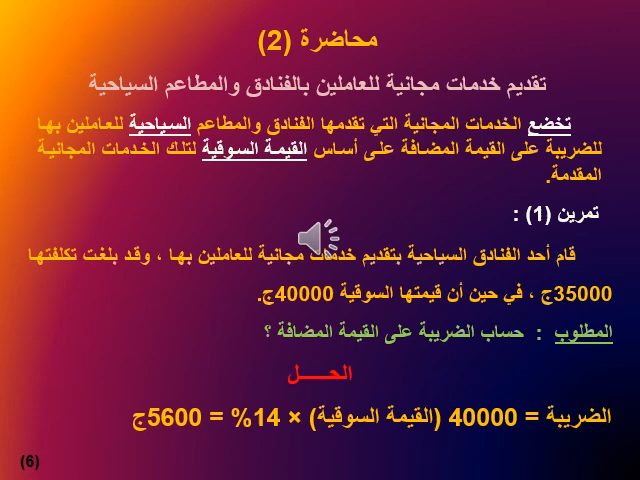 محاضرة (2)
تقديم خدمات مجانية للعاملين بالفنادق والمطاعم السياحية
تخضع الخدمات المجانية التي تقدمها الفنادق والمطاعم السياحية للعاملين بها
للضريبة على القيمة المضافة على أساس القيمة السوقية لتلك الخدمات المجانية
المقدمة.
تمرين (1) :
قام أحد الفنادق السياحية بتقديم خدمات مجانية للعاملين بها ، وقد بلغت تكلفتها
35000ج ، في حين أن قيمتها السوقية 40000ج.
المطلوب : حساب الضريبة على القيمة المضافة ؟
الحـــــل
الضريبة = 40000 (القيمة السوقية) × 14% = 5600ج
(6)